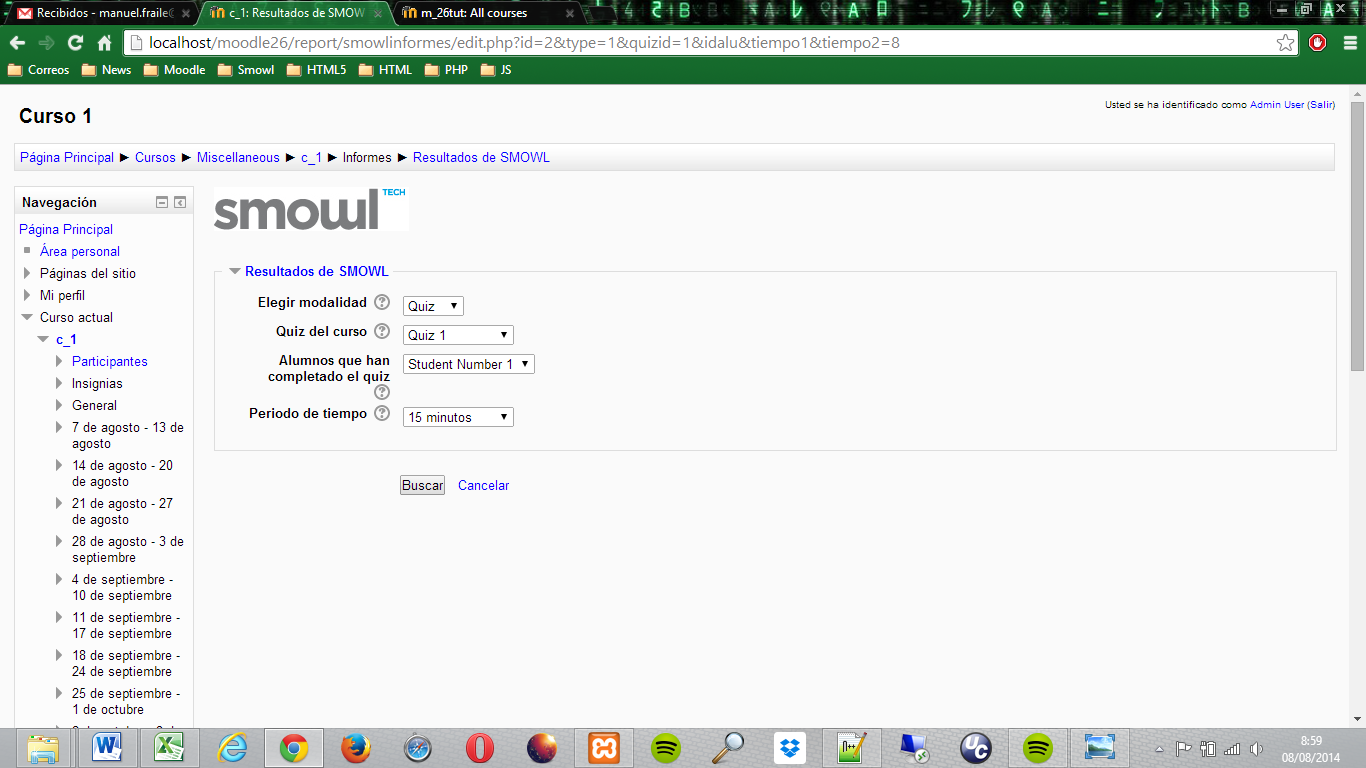 Recibidos - manuel.fraile@
c_1: Resultados de SMOW
m_26tut: All courses
localhost/moodle26/report/smowlinformes/edit.php?id=2&type=1&quizid=1&idalu&tiempo1&tiempo2=8
Correos News Moodle Smowl HTML5 HTML PHP JS
Curso 1
Usted se ha identificado como Admin User (Salir)
Página Principal ► Cursos ► Miscellaneous ► c_1 ► Informes ► Resultados de SMOWL
Navegación
Página Principal
Área personal
Páginas del sitio
Mi perfil
Curso actual
c_1
Participantes
Insignias
General
7 de agosto - 13 de
agosto
14 de agosto - 20
de agosto
21 de agosto - 27
de agosto
28 de agosto - 3 de
septiembre
4 de septiembre -
10 de septiembre
11 de septiembre -
17 de septiembre
18 de septiembre -
24 de septiembre
25 de septiembre -
1 de octubre
smowl TECH
Resultados de SMOWL
Elegir modalidad Quiz
Quiz del curso Quiz 1
Alumnos que han
completado el quiz Student Number 1
Periodo de tiempo 15 minutos
Buscar Cancelar
8:59
08/08/2014